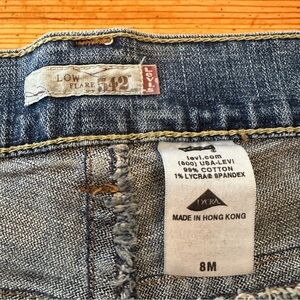 LOW
FLARE 542
LEVI'S
levi.com
(800) USA-LEVI
99% COTTON
1% LYCRA® SPANDEX
LYCRA
MADE IN HONG KONG
8M